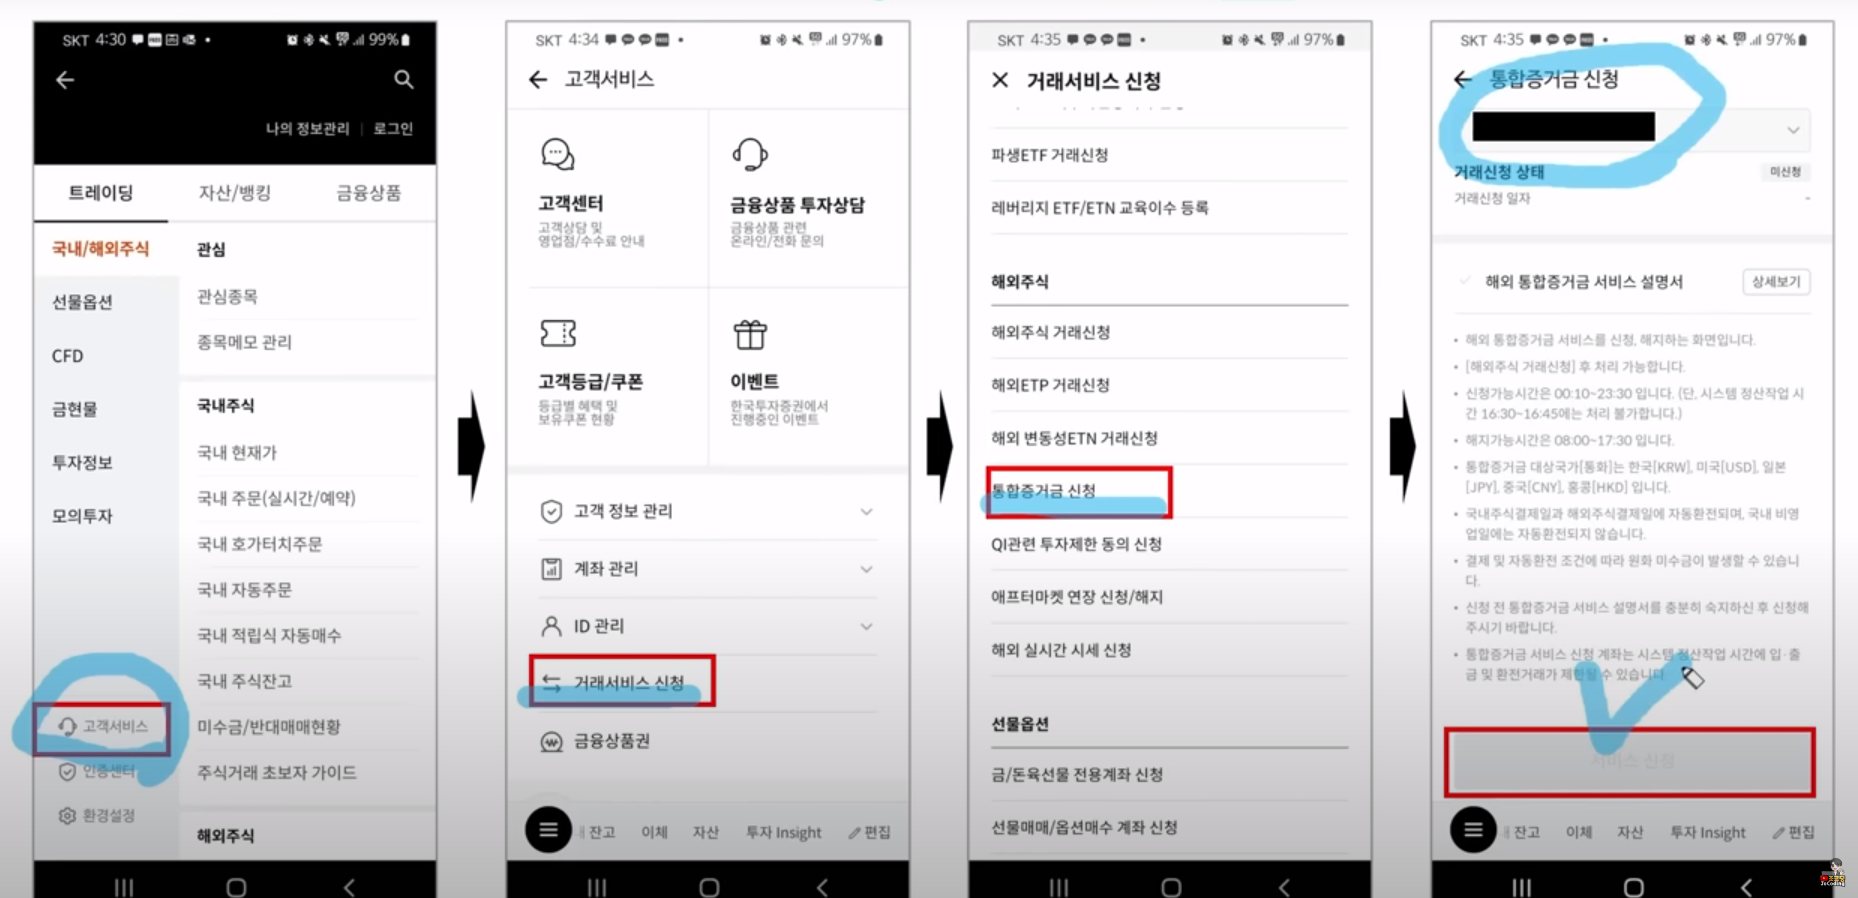 SKT 4:30
99%
나의 정보관리 | 로그인
트레이딩
자산/뱅킹
금융상품
국내/해외주식
선물옵션
CFD
금현물
투자정보
모의투자
고객서비스
인증센터
환경설정
관심
관심종목
종목메모 관리
국내주식
국내 현재가
국내 주문(실시간/예약)
국내 호가터치주문
국내 자동주문
국내 적립식 자동매수
국내 주식잔고
미수금/반대매매현황
주식거래 초보자 가이드
해외주식
SKT 4:34
97%
고객서비스
고객센터
고객상담 및
영업점/수수료 안내
금융상품 투자상담
금융상품 관련
온라인/전화 문의
고객등급/쿠폰
등급별 혜택 및
보유쿠폰 현황
이벤트
한국투자증권에서
진행중인 이벤트
고객 정보 관리
계좌 관리
ID 관리
거래서비스 신청
금융상품권
잔고
이체
자산
투자 Insight
편집
SKT 4:35
97%
거래서비스 신청
파생ETF 거래신청
레버리지 ETF/ETN 교육이수 등록
해외주식
해외주식 거래신청
해외ETP 거래신청
해외 변동성ETN 거래신청
통합증거금 신청
QI관련 투자제한 동의 신청
애프터마켓 연장 신청/해지
해외 실시간 시세 신청
선물옵션
금/돈육선물 전용계좌 신청
선물매매/옵션매수 계좌 신청
SKT 4:35
97%
통합증거금 신청
거래신청 상태
미신청
거래신청 일자
-
해외 통합증거금 서비스 설명서
상세보기
• 해외 통합증거금 서비스를 신청, 해지하는 화면입니다.
• [해외주식 거래신청] 후 처리 가능합니다.
• 신청가능시간은 00:10~23:30 입니다. (단, 시스템 정산작업 시
간 16:30~16:45에는 처리 불가합니다.)
• 해지가능시간은 08:00~17:30 입니다.
• 통합증거금 대상국가[통화]는 한국[KRW], 미국[USD], 일본
[JPY], 중국[CNY], 홍콩[HKD] 입니다.
• 국내주식결제일과 해외주식결제일에 자동환전되며, 국내 비영
업일에는 자동환전되지 않습니다.
• 결제 및 자동환전 조건에 따라 원화 미수금이 발생할 수 있습니
다.
• 신청 전 통합증거금 서비스 설명서를 충분히 숙지하신 후 신청해
주시기 바랍니다.
• 통합증거금 서비스 신청 계좌는 시스템 정산작업 시간에 입·출
금 및 환전거래가 제한될 수 있습니다.
서비스 신청
잔고
이체
자산
투자 Insight
편집
조코딩
JoCoding